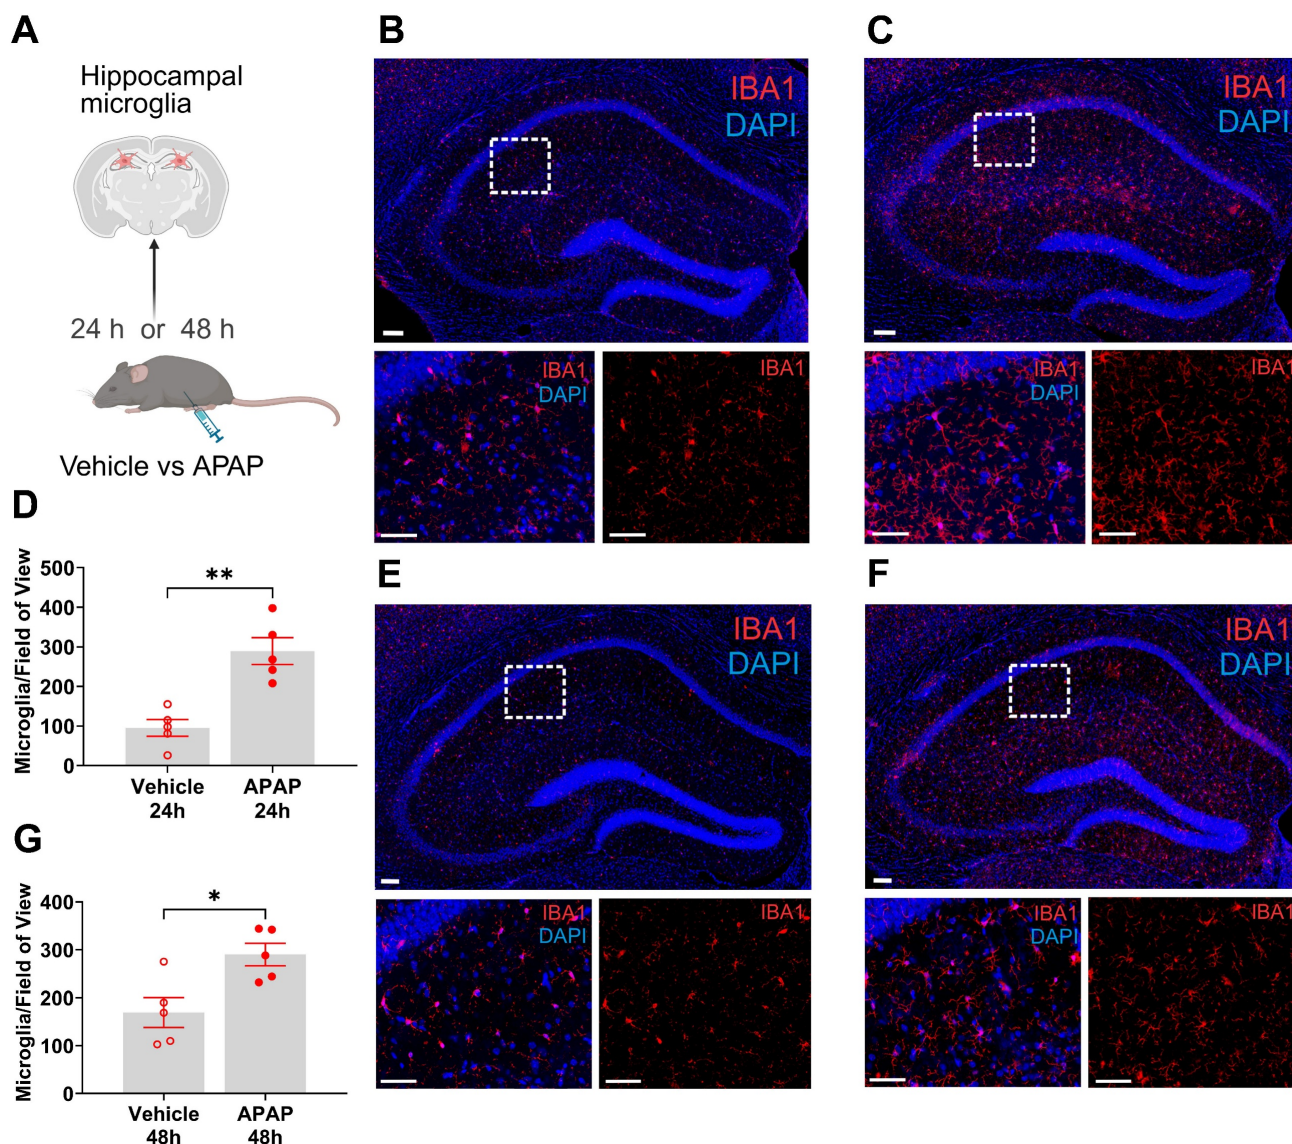 A
Hippocampal
microglia
24 h or 48 h
Vehicle vs APAP
B
IBA1
DAPI
IBA1
DAPI
IBA1
C
IBA1
DAPI
IBA1
DAPI
IBA1
D
Microglia/Field of View
500
400
300
200
100
0
**
Vehicle
24h
APAP
24h
E
IBA1
DAPI
IBA1
DAPI
IBA1
F
IBA1
DAPI
IBA1
DAPI
IBA1
G
Microglia/Field of View
400
300
200
100
0
*
Vehicle
48h
APAP
48h